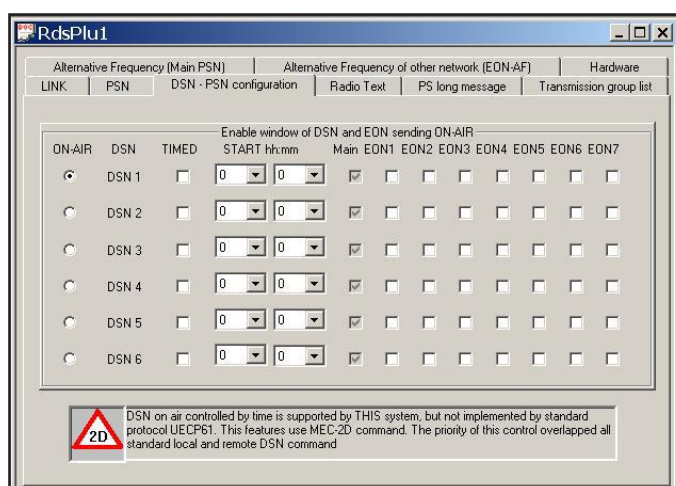 RdsPlu1
Alternative Frequency (Main PSN) Alternative Frequency of other network (EON-AF) Hardware
LINK PSN DSN - PSN configuration Radio Text PS long message Transmission group list
Enable window of DSN and EON sending ON-AIR
ON-AIR DSN TIMED START hh:mm Main EON1 EON2 EON3 EON4 EON5 EON6 EON7
DSN 1 0 0
DSN 2 0 0
DSN 3 0 0
DSN 4 0 0
DSN 5 0 0
DSN 6 0 0
2D
DSN on air controlled by time is supported by THIS system, but not implemented by standard
protocol UECP61. This features use MEC-2D command. The priority of this control overlapped all
standard local and remote DSN command